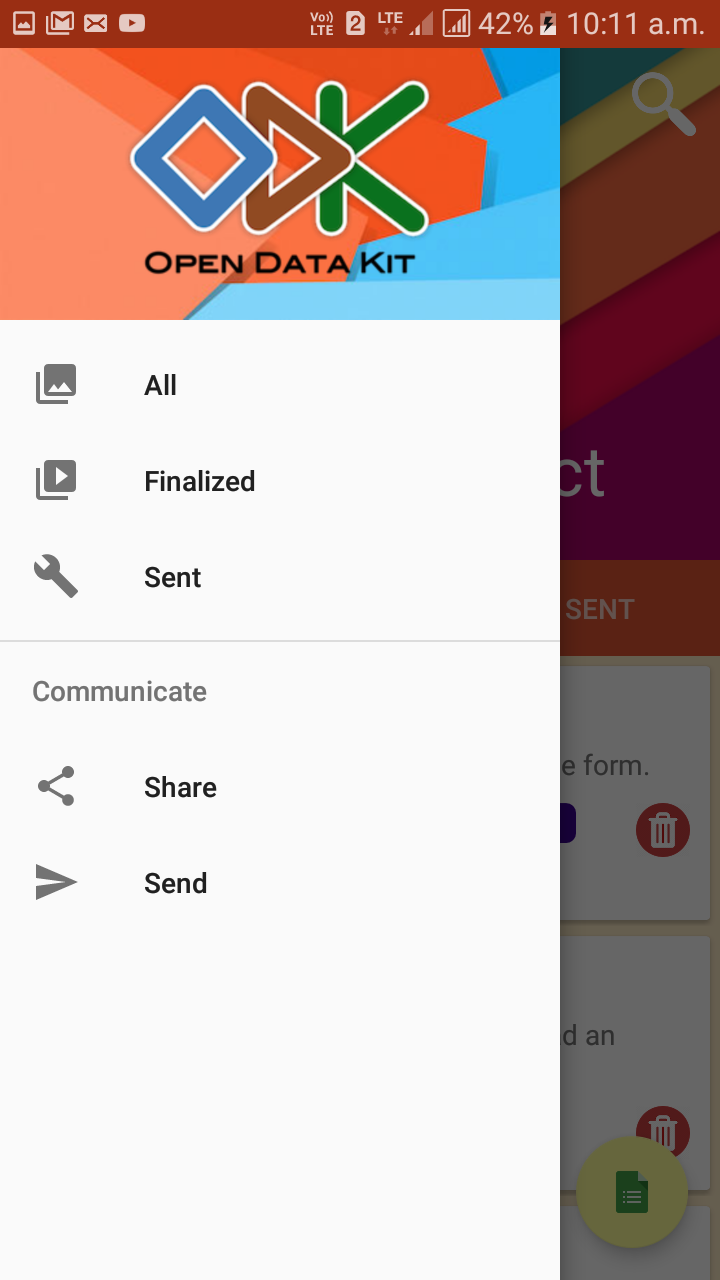 Vo)) LTE 2 LTE 42% 10:11 a.m.
OPEN DATA KIT
All
Finalized
Sent
ct
SENT
Communicate
Share
e form.
Send
d an